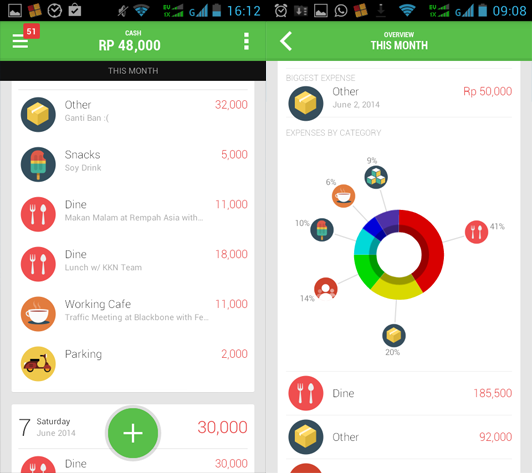 16:12
51
CASH
RP 48,000
THIS MONTH
Other
32,000
Ganti Ban :(
Snacks
5,000
Soy Drink
Dine
11,000
Makan Malam at Rempah Asia with...
Dine
18,000
Lunch w/ KKN Team
Working Cafe
11,000
Traffic Meeting at Blackbone with Fe...
Parking
2,000
7
Saturday
June 2014
30,000
Dine
30,000
09:08
OVERVIEW
THIS MONTH
BIGGEST EXPENSE
Other
Rp 50,000
June 2, 2014
EXPENSES BY CATEGORY
9%
6%
10%
41%
14%
20%
Dine
185,500
Other
92,000